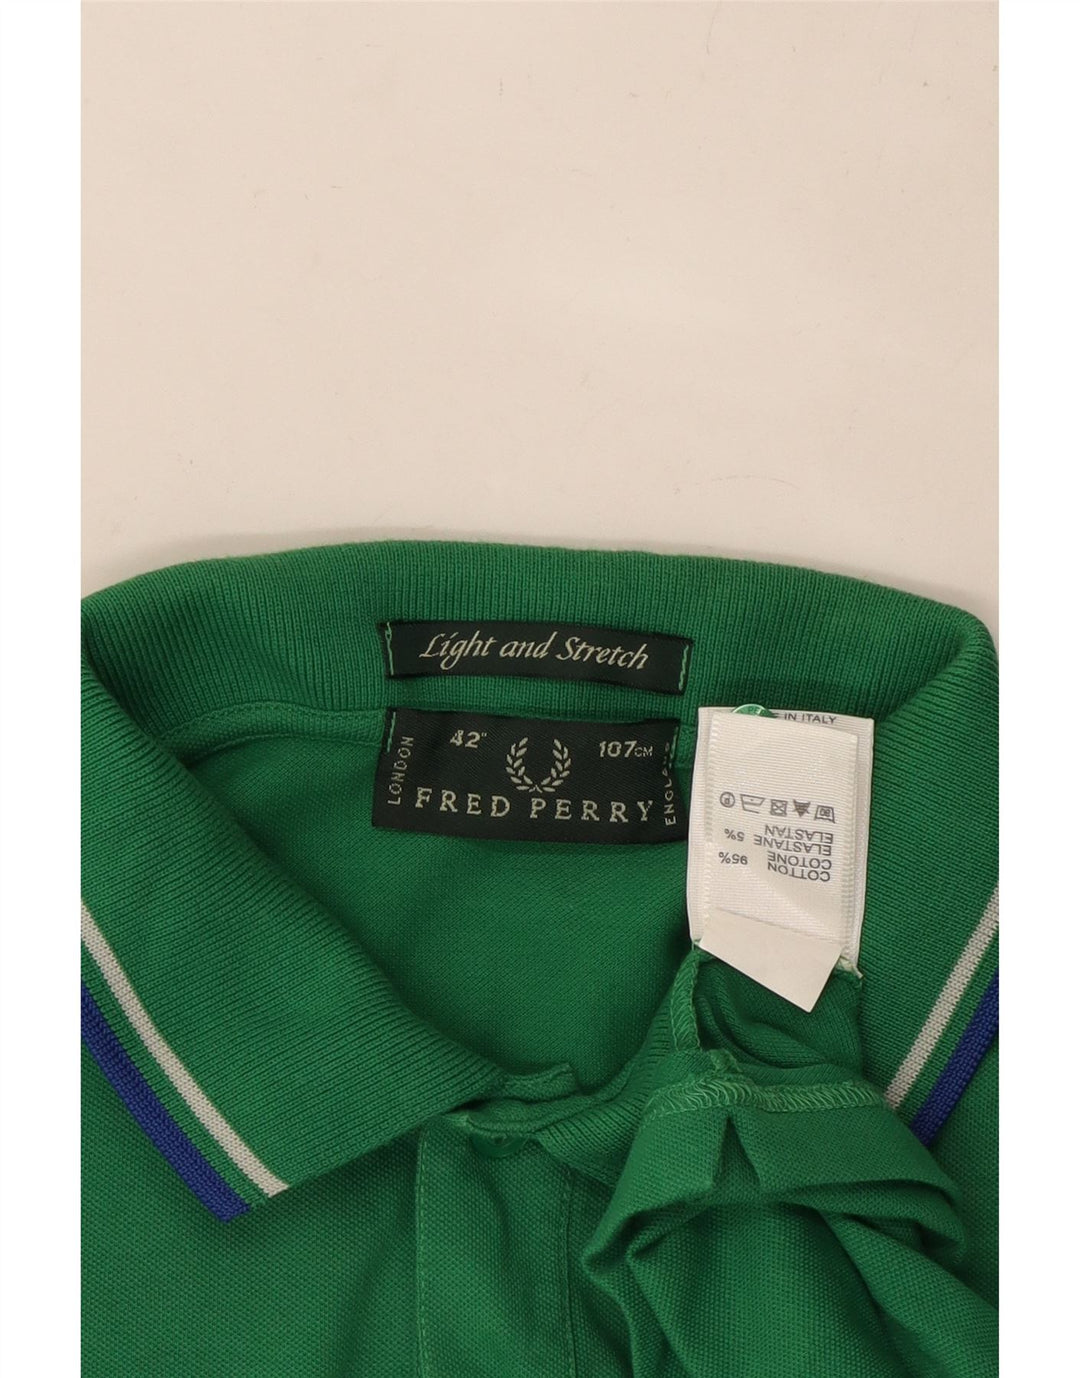 Light and Stretch
42" 107CM
LONDON
FRED PERRY
IN ITALY
COTTON
COTONE 95%
ELASTANE 5%
ELASTAN